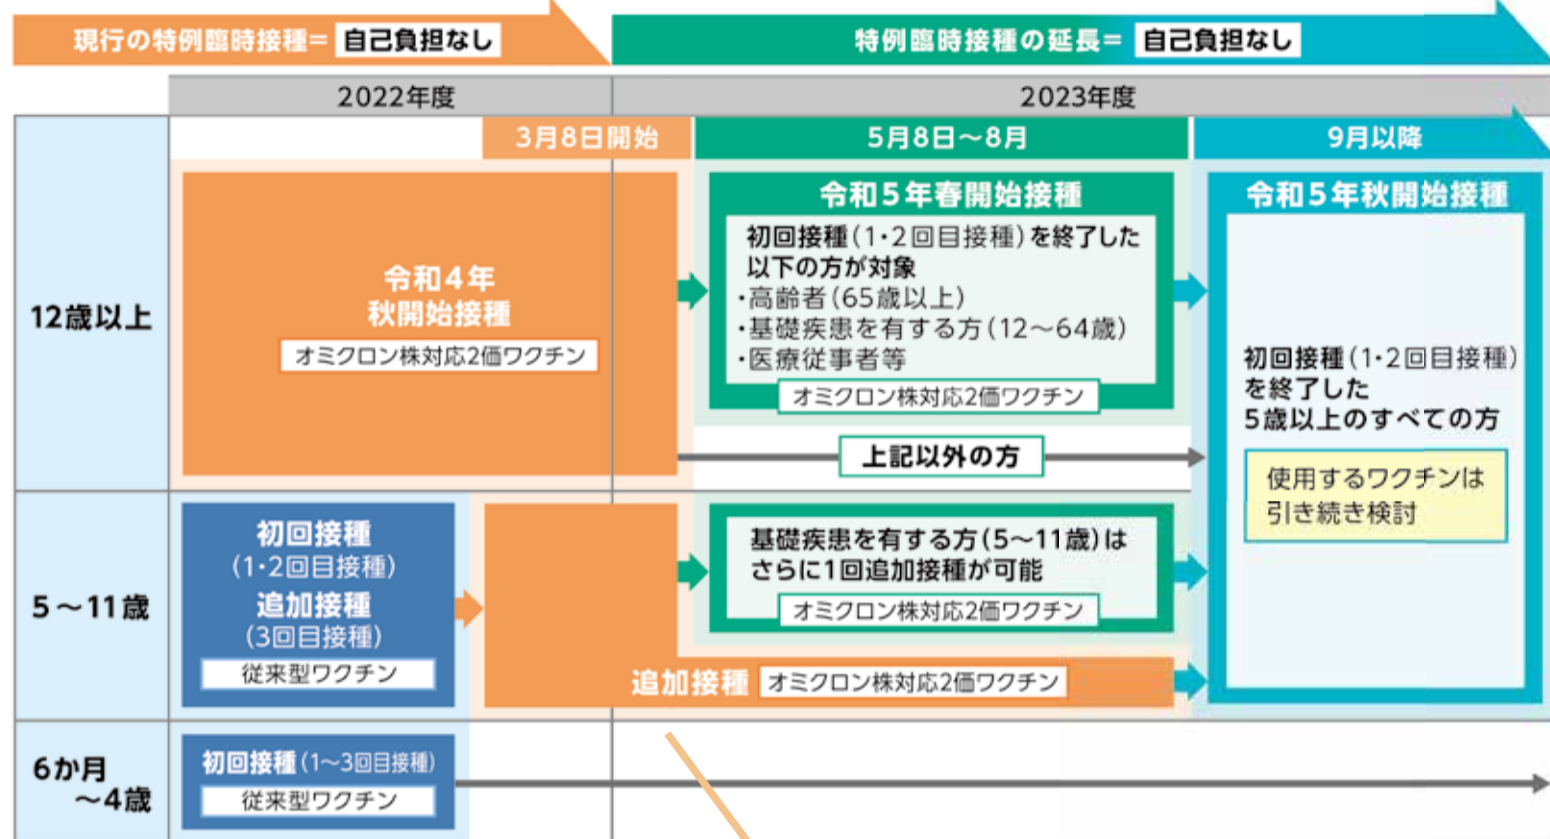 現行の特例臨時接種= 自己負担なし
特例臨時接種の延長= 自己負担なし
2022年度
2023年度
3月8日開始
5月8日～8月
9月以降
12歳以上
令和4年
秋開始接種
オミクロン株対応2価ワクチン
令和5年春開始接種
初回接種(1・2回目接種)を終了した
以下の方が対象
・高齢者(65歳以上)
・基礎疾患を有する方(12～64歳)
・医療従事者等
オミクロン株対応2価ワクチン
上記以外の方
令和5年秋開始接種
初回接種(1・2回目接種)
を終了した
5歳以上のすべての方
使用するワクチンは
引き続き検討
5～11歳
初回接種
(1・2回目接種)
追加接種
(3回目接種)
従来型ワクチン
基礎疾患を有する方(5～11歳)は
さらに1回追加接種が可能
オミクロン株対応2価ワクチン
追加接種 オミクロン株対応2価ワクチン
6か月
～4歳
初回接種(1～3回目接種)
従来型ワクチン